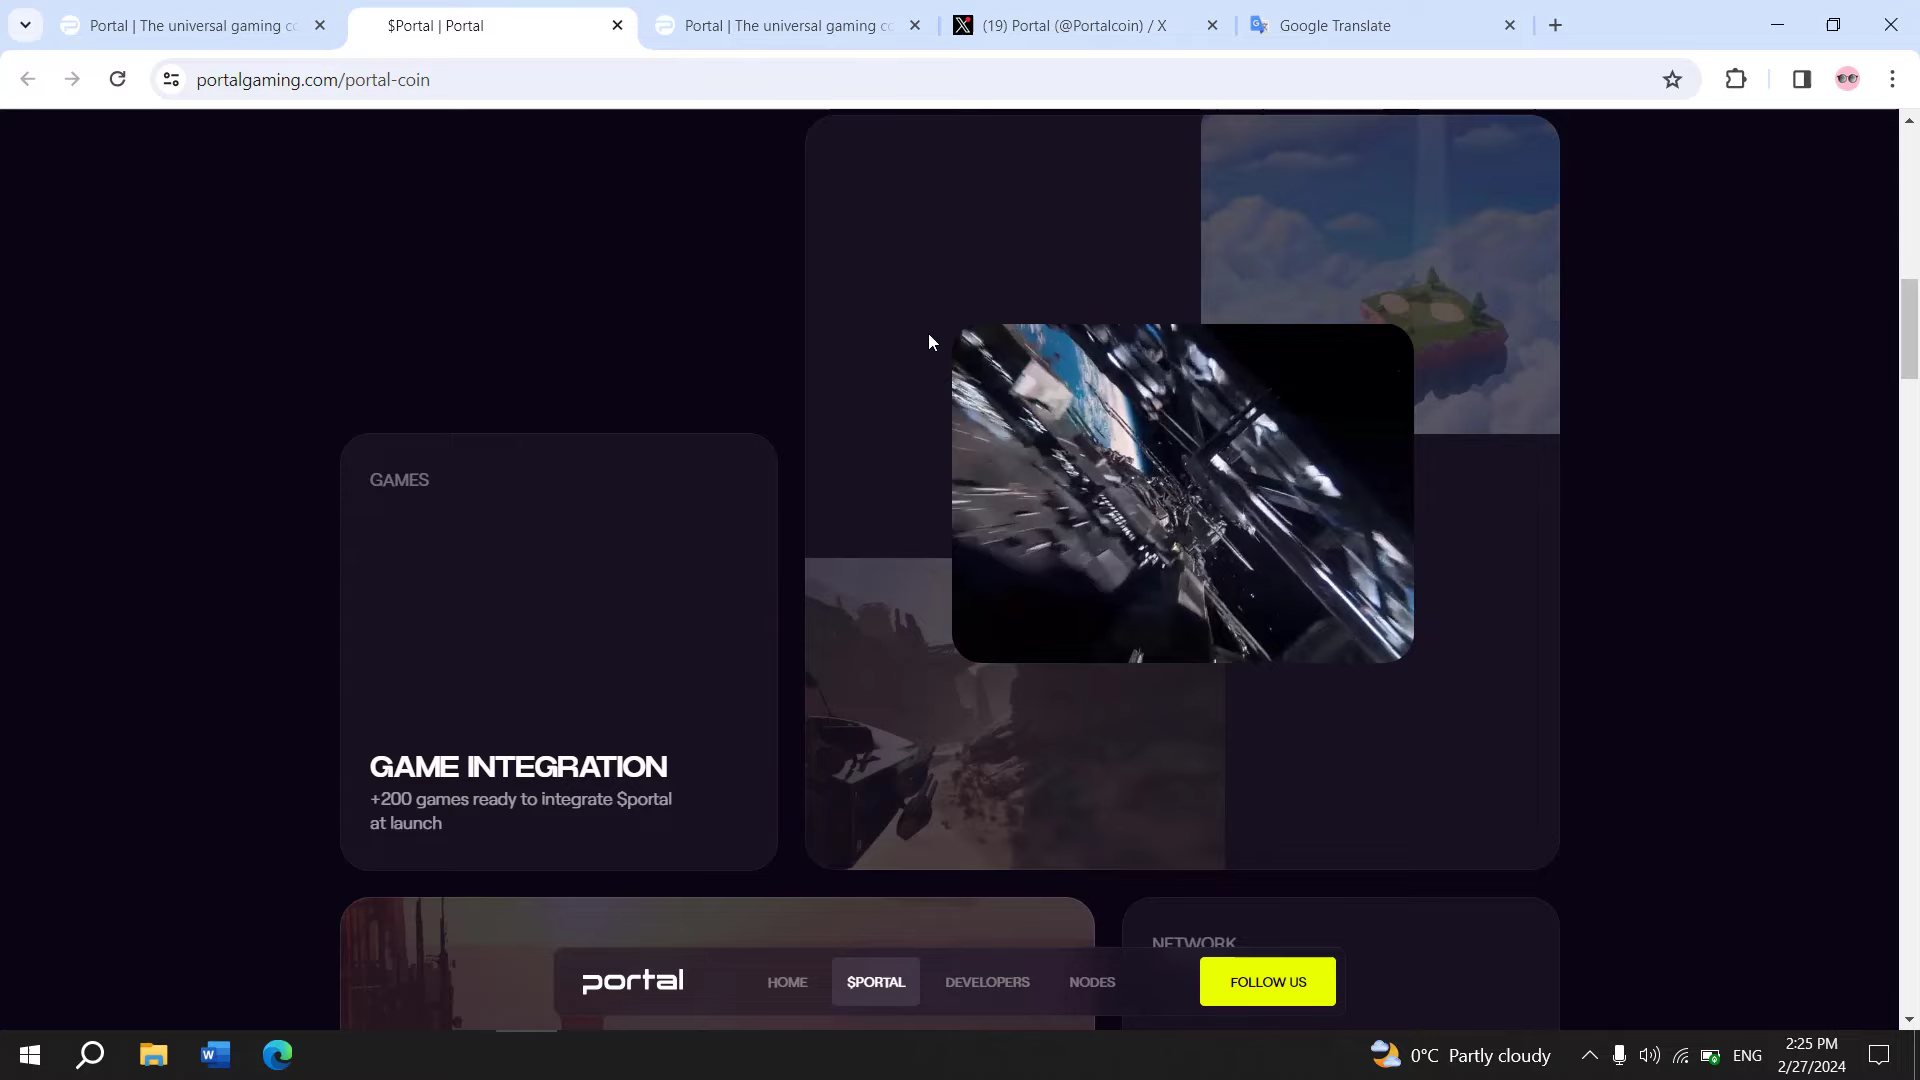 Portal | The universal gaming cc
$Portal | Portal
Portal | The universal gaming cc
(19) Portal (@Portalcoin) / X
Google Translate
portalgaming.com/portal-coin
GAMES
GAME INTEGRATION
+200 games ready to integrate $portal
at launch
NETWORK
portal
HOME
$PORTAL
DEVELOPERS
NODES
FOLLOW US
0°C Partly cloudy
ENG
2:25 PM
2/27/2024